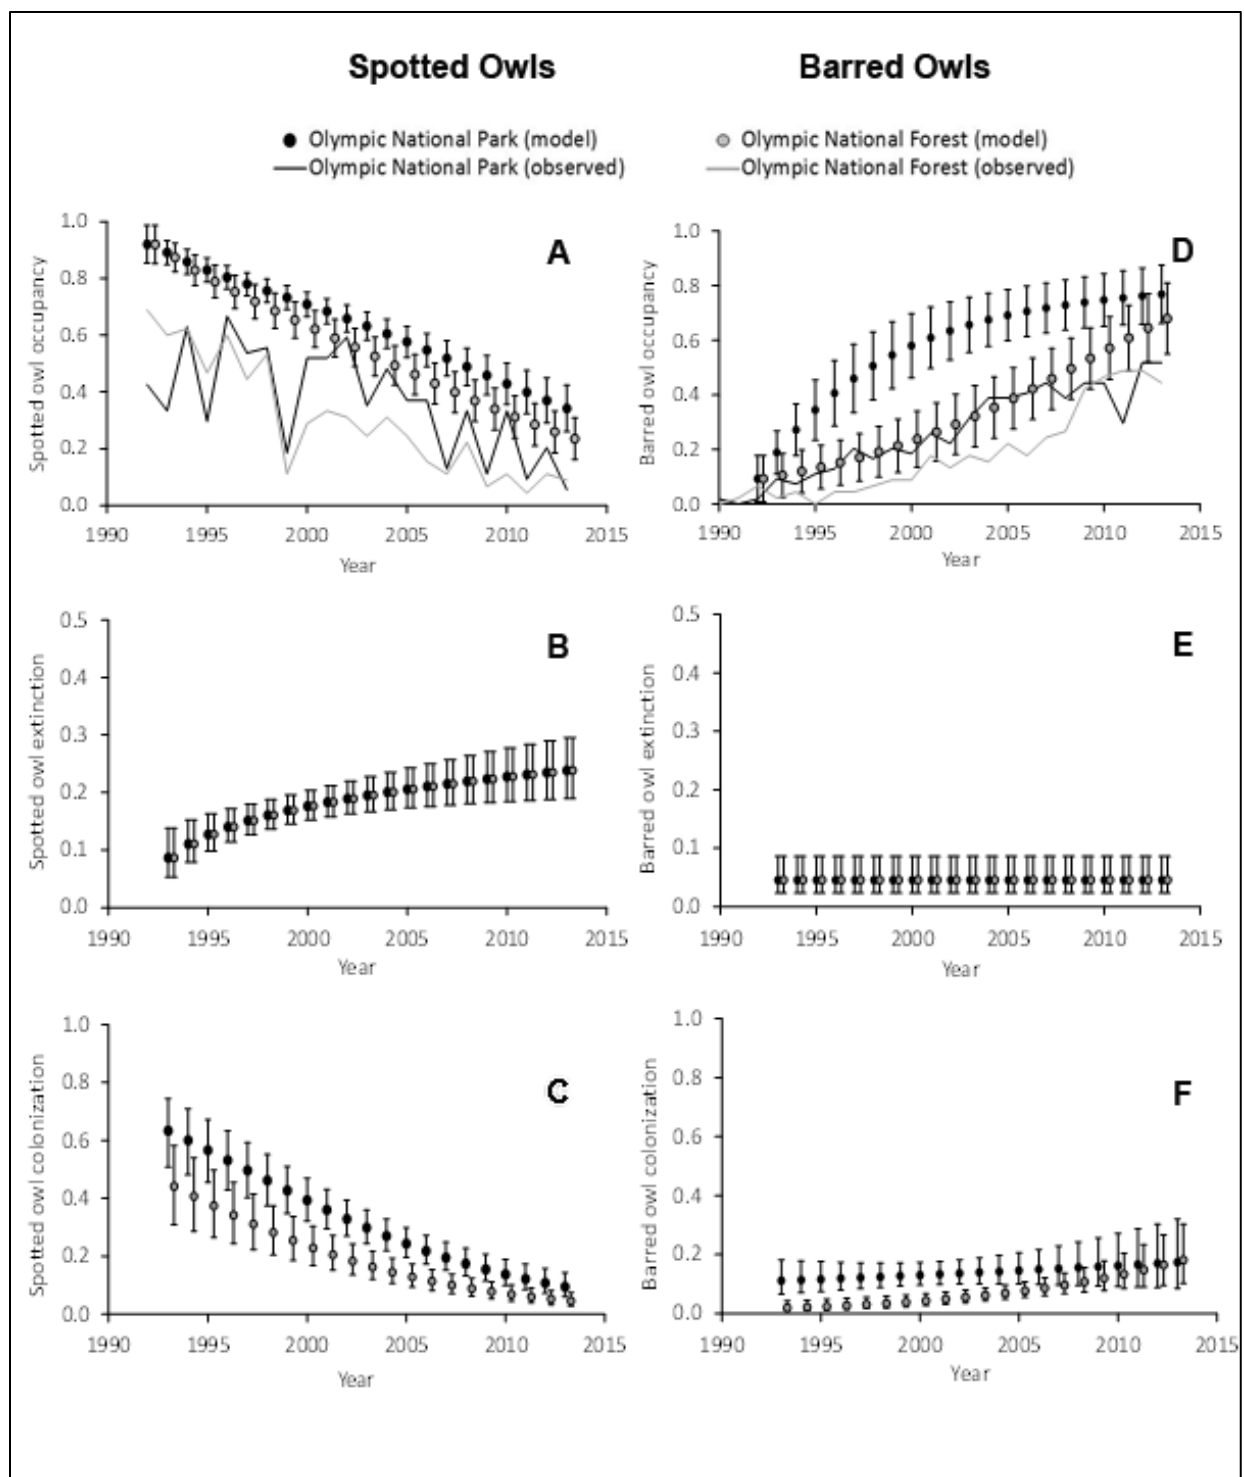 Spotted Owls
Barred Owls
Olympic National Park (model)
Olympic National Forest (model)
Olympic National Park (observed)
Olympic National Forest (observed)
A
Spotted owl occupancy
1.0
0.8
0.6
0.4
0.2
0.0
1990 1995 2000 2005 2010 2015
Year
D
Barred owl occupancy
1.0
0.8
0.6
0.4
0.2
0.0
1990 1995 2000 2005 2010 2015
Year
B
Spotted owl extinction
0.5
0.4
0.3
0.2
0.1
0.0
1990 1995 2000 2005 2010 2015
Year
E
Barred owl extinction
0.5
0.4
0.3
0.2
0.1
0.0
1990 1995 2000 2005 2010 2015
Year
C
Spotted owl colonization
1.0
0.8
0.6
0.4
0.2
0.0
1990 1995 2000 2005 2010 2015
Year
F
Barred owl colonization
1.0
0.8
0.6
0.4
0.2
0.0
1990 1995 2000 2005 2010 2015
Year